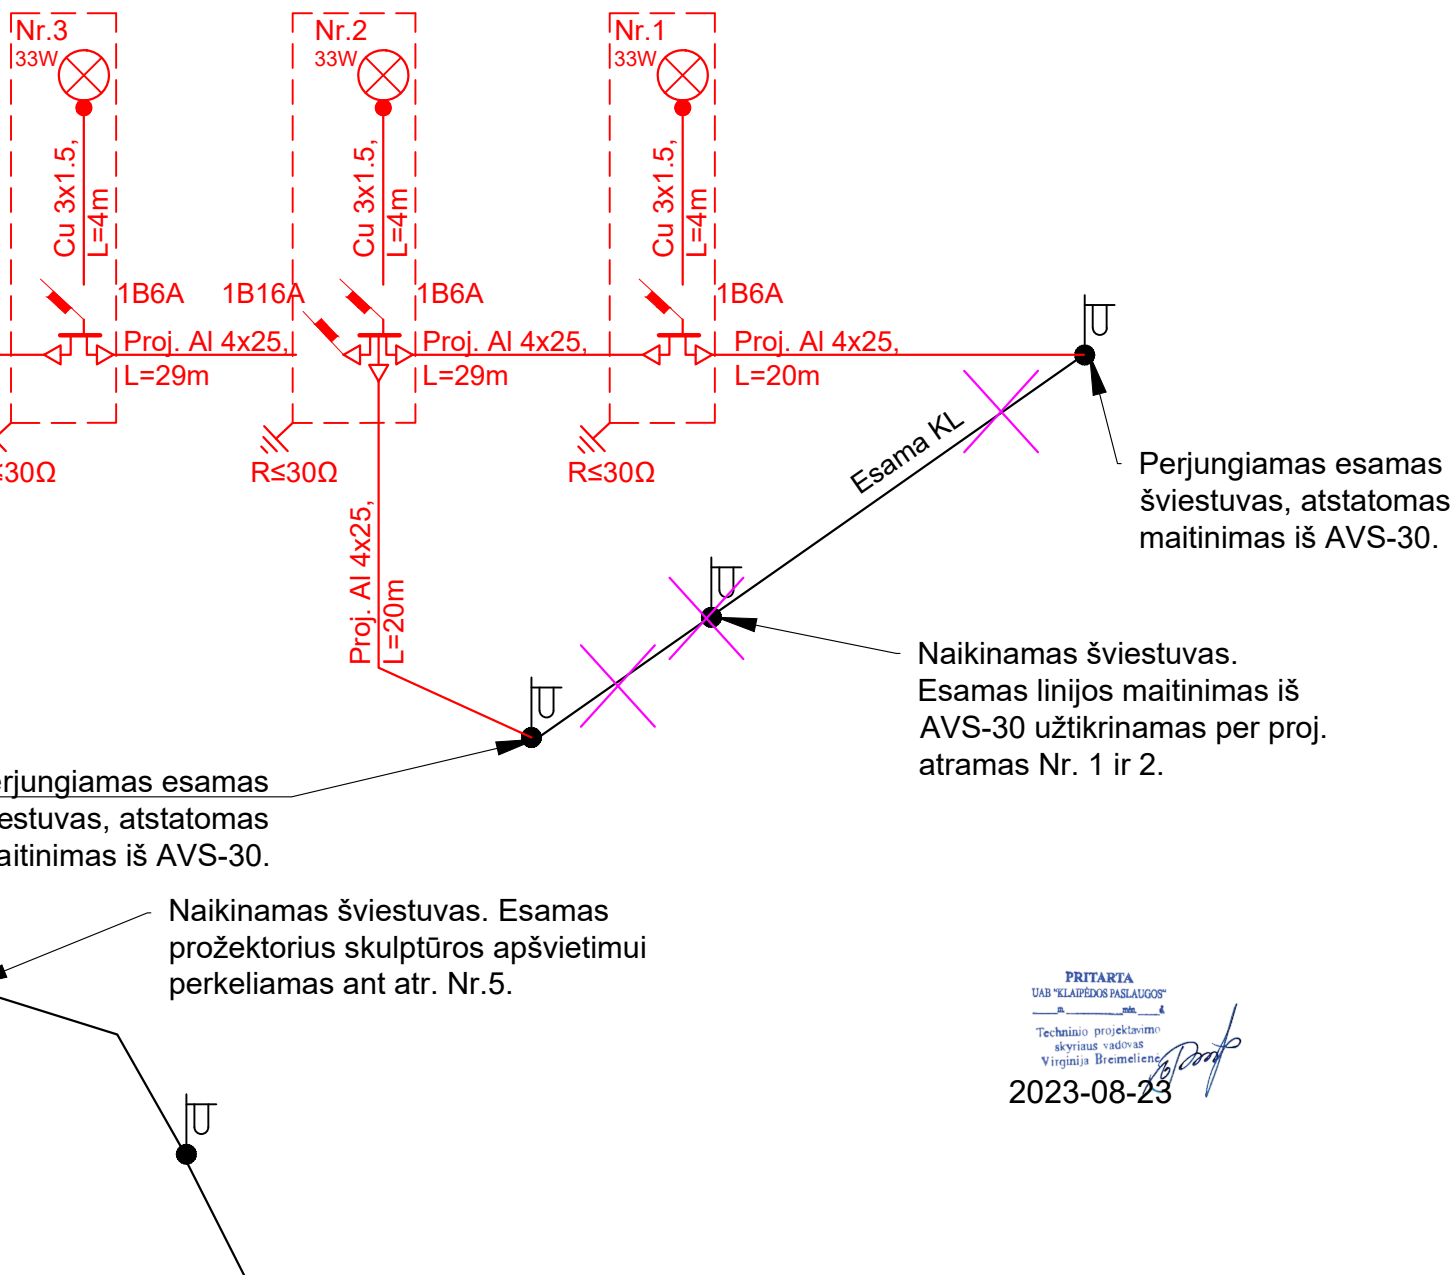 Nr.3
33W
Nr.2
33W
Nr.1
33W
Cu 3x1.5,
L=4m
Cu 3x1.5,
L=4m
Cu 3x1.5,
L=4m
1B6A
1B16A
1B6A
1B6A
Proj. Al 4x25,
L=29m
Proj. Al 4x25,
L=29m
Proj. Al 4x25,
L=20m
≤30Ω
R≤30Ω
R≤30Ω
Esama KL
Perjungiamas esamas
šviestuvas, atstatomas
maitinimas iš AVS-30.
Proj. Al 4x25,
L=20m
Naikinamas šviestuvas.
Esamas linijos maitinimas iš
AVS-30 užtikrinamas per proj.
atramas Nr. 1 ir 2.
erjungiamas esamas
iestuvas, atstatomas
aitinimas iš AVS-30.
Naikinamas šviestuvas. Esamas
prožektorius skulptūros apšvietimui
perkeliamas ant atr. Nr.5.
PRITARTA
UAB "KLAIPĖDOS PASLAUGOS"
m. mėn. d.
Techninio projektavimo
skyriaus vadovas
Virginija Breimelienė
2023-08-23